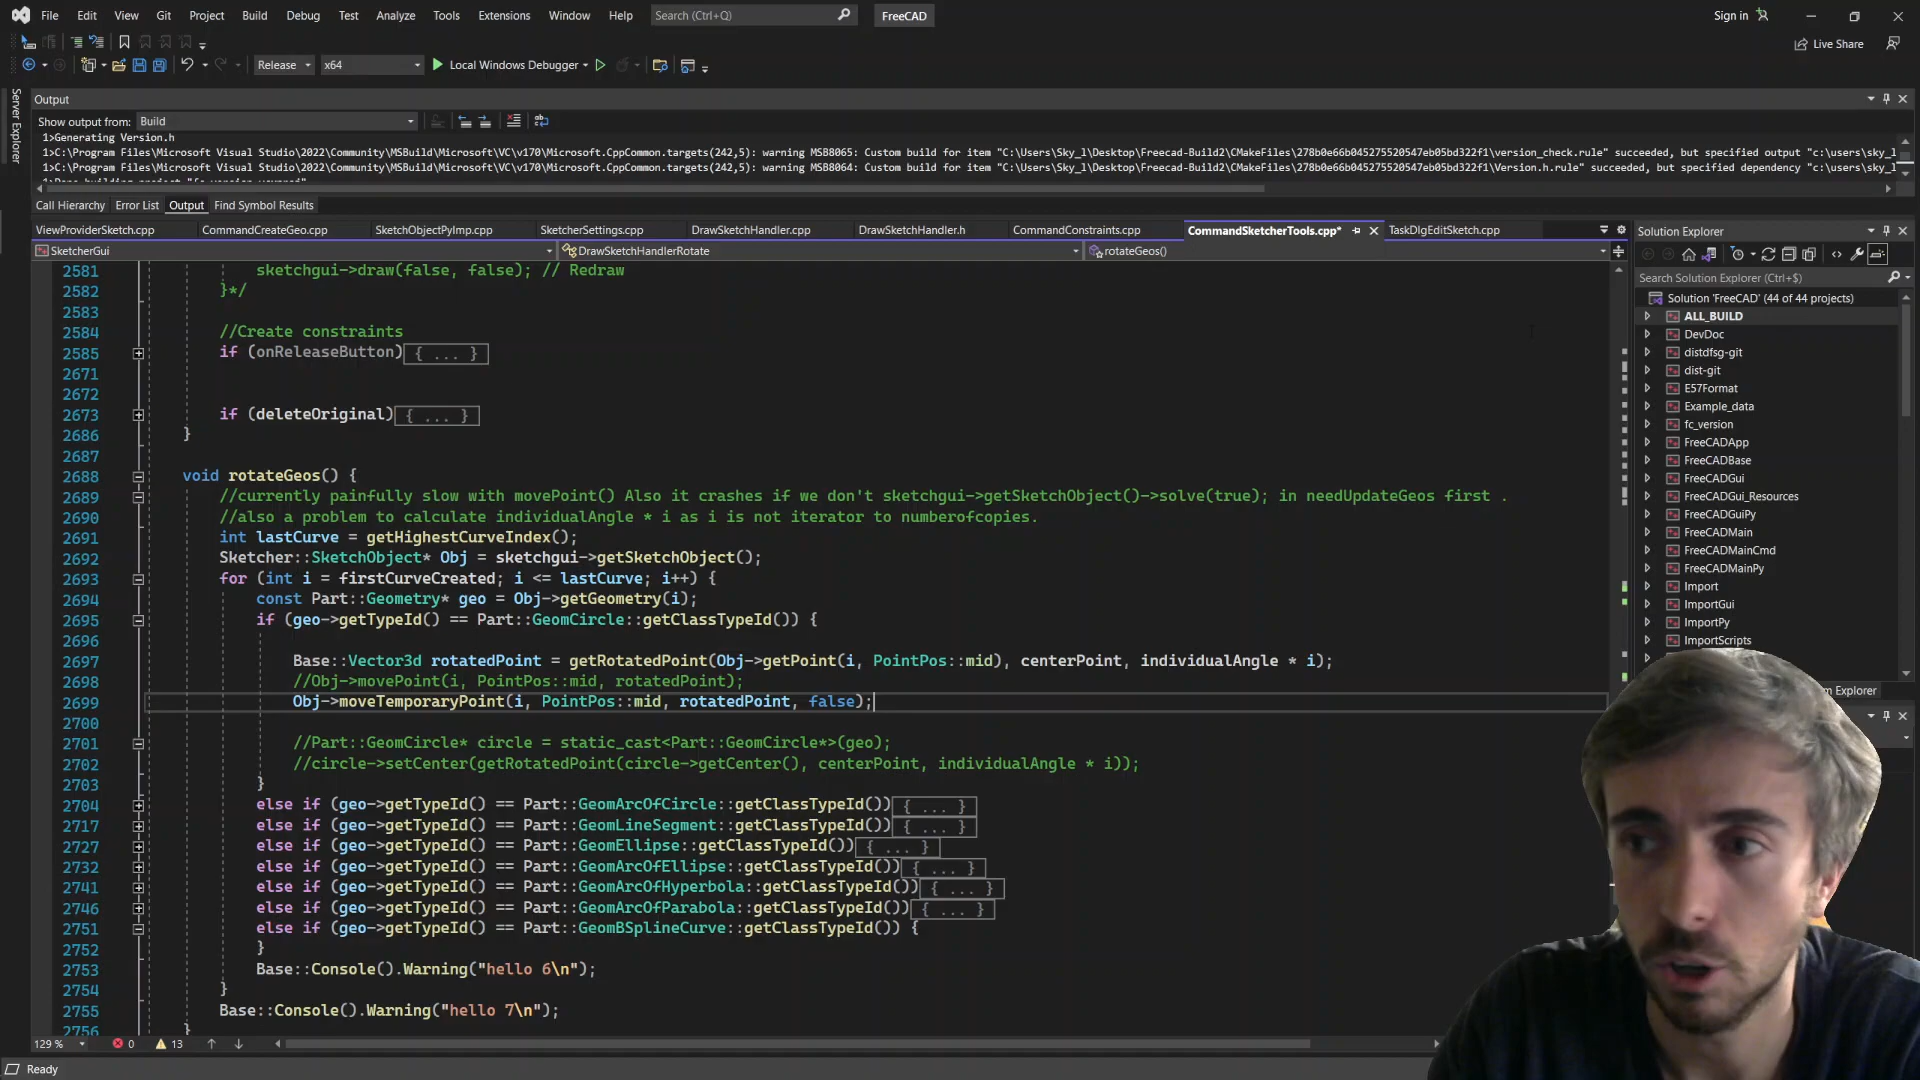 File Edit View Git Project Build Debug Test Analyze Tools Extensions Window Help Search (Ctrl+Q) FreeCAD Sign in
Live Share
Release x64 Local Windows Debugger
Server Explorer
Output
Show output from: Build
1>Generating Version.h
1>C:\Program Files\Microsoft Visual Studio\2022\Community\MSBuild\Microsoft\VC\v170\Microsoft.CppCommon.targets(242,5): warning MSB8065: Custom build for item "C:\Users\Sky_l\Desktop\Freecad-Build2\CMakeFiles\278b0e66b045275520547eb05bd322f1\version_check.rule" succeeded, but specified output "c:\users\sky_l
1>C:\Program Files\Microsoft Visual Studio\2022\Community\MSBuild\Microsoft\VC\v170\Microsoft.CppCommon.targets(242,5): warning MSB8064: Custom build for item "C:\Users\Sky_l\Desktop\Freecad-Build2\CMakeFiles\278b0e66b045275520547eb05bd322f1\Version.h.rule" succeeded, but specified dependency "c:\users\sky_l
Call Hierarchy Error List Output Find Symbol Results
ViewProviderSketch.cpp CommandCreateGeo.cpp SketchObjectPyImp.cpp SketcherSettings.cpp DrawSketchHandler.cpp DrawSketchHandler.h CommandConstraints.cpp CommandSketcherTools.cpp* TaskDlgEditSketch.cpp
SketcherGui DrawSketchHandlerRotate rotateGeos()
2581 sketchgui->draw(false, false); // Redraw
2582 }*/
2583
2584 //Create constraints
2585 if (onReleaseButton) { ... }
2671
2672
2673 if (deleteOriginal) { ... }
2686 }
2687
2688 void rotateGeos() {
2689 //currently painfully slow with movePoint() Also it crashes if we don't sketchgui->getSketchObject()->solve(true); in needUpdateGeos first .
2690 //also a problem to calculate individualAngle * i as i is not iterator to numberofcopies.
2691 int lastCurve = getHighestCurveIndex();
2692 Sketcher::SketchObject* Obj = sketchgui->getSketchObject();
2693 for (int i = firstCurveCreated; i <= lastCurve; i++) {
2694 const Part::Geometry* geo = Obj->getGeometry(i);
2695 if (geo->getTypeId() == Part::GeomCircle::getClassTypeId()) {
2696
2697 Base::Vector3d rotatedPoint = getRotatedPoint(Obj->getPoint(i, PointPos::mid), centerPoint, individualAngle * i);
2698 //Obj->movePoint(i, PointPos::mid, rotatedPoint);
2699 Obj->moveTemporaryPoint(i, PointPos::mid, rotatedPoint, false);
2700
2701 //Part::GeomCircle* circle = static_cast<Part::GeomCircle*>(geo);
2702 //circle->setCenter(getRotatedPoint(circle->getCenter(), centerPoint, individualAngle * i));
2703 }
2704 else if (geo->getTypeId() == Part::GeomArcOfCircle::getClassTypeId()) { ... }
2717 else if (geo->getTypeId() == Part::GeomLineSegment::getClassTypeId()) { ... }
2727 else if (geo->getTypeId() == Part::GeomEllipse::getClassTypeId()) { ... }
2732 else if (geo->getTypeId() == Part::GeomArcOfEllipse::getClassTypeId()) { ... }
2741 else if (geo->getTypeId() == Part::GeomArcOfHyperbola::getClassTypeId()) { ... }
2746 else if (geo->getTypeId() == Part::GeomArcOfParabola::getClassTypeId()) { ... }
2751 else if (geo->getTypeId() == Part::GeomBSplineCurve::getClassTypeId()) {
2752 }
2753 Base::Console().Warning("hello 6\n");
2754 }
2755 Base::Console().Warning("hello 7\n");
2756 }
129 % 0 13
Ready
Solution Explorer
Search Solution Explorer (Ctrl+$)
Solution 'FreeCAD' (44 of 44 projects)
ALL_BUILD
DevDoc
distdfsg-git
dist-git
E57Format
Example_data
fc_version
FreeCADApp
FreeCADBase
FreeCADGui
FreeCADGui_Resources
FreeCADGuiPy
FreeCADMain
FreeCADMainCmd
FreeCADMainPy
Import
ImportGui
ImportPy
ImportScripts
Explorer